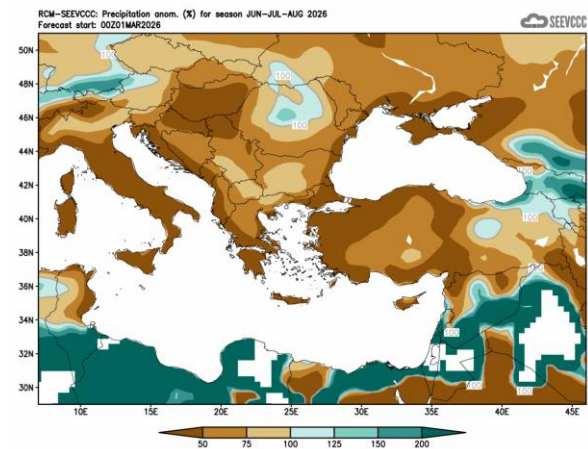 RCM-SEEVCCC: Precipitation anom. (%) for season JUN-JUL-AUG 2026
Forecast start: 00Z01MAR2026
SEEVCCC
50N
48N
46N
44N
42N
40N
38N
36N
34N
32N
30N
100
100
100
100
100
100
100
10E
15E
20E
25E
30E
35E
40E
45E
50
75
100
125
150
200